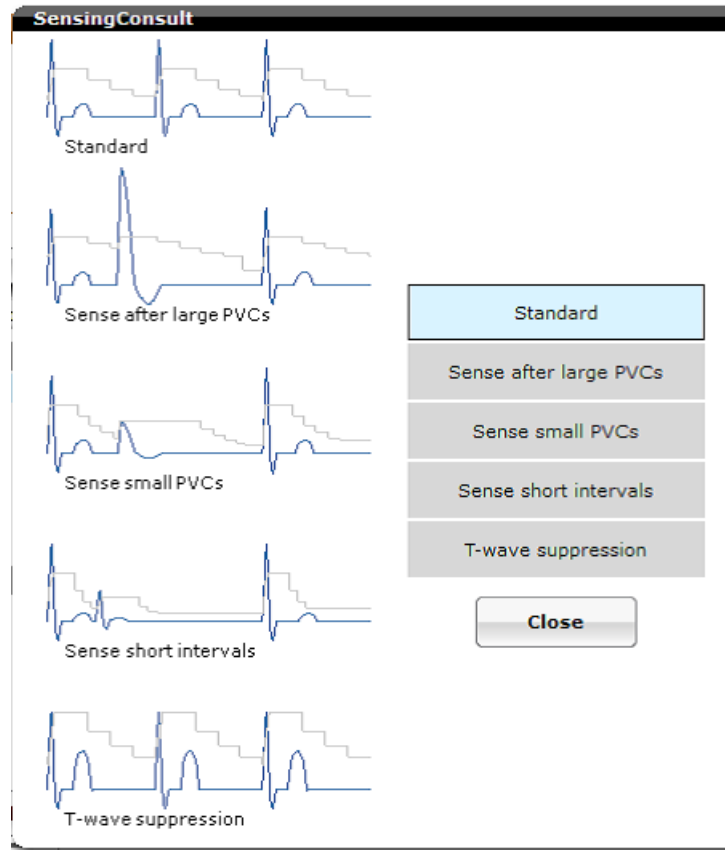 SensingConsult
Standard
Sense after large PVCs
Sense small PVCs
Sense short intervals
T-wave suppression
Standard
Sense after large PVCs
Sense small PVCs
Sense short intervals
T-wave suppression
Close